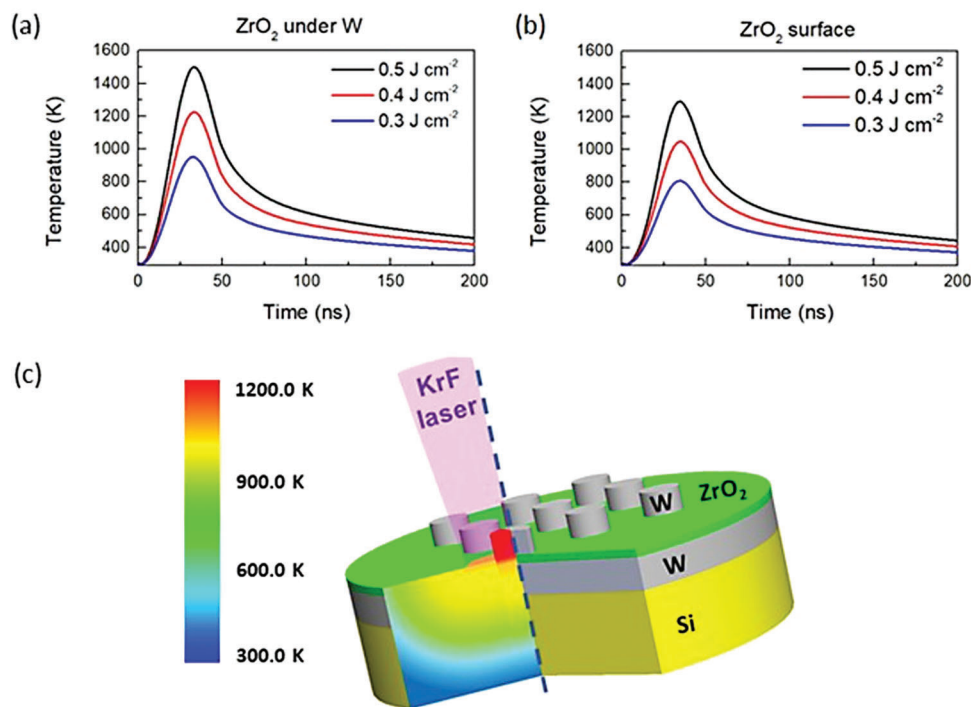 (a)
ZrO₂ under W
1600
1400
1200
1000
800
600
400
Temperature (K)
0.5 J cm⁻²
0.4 J cm⁻²
0.3 J cm⁻²
0
50
100
150
200
Time (ns)
(b)
ZrO₂ surface
1600
1400
1200
1000
800
600
400
Temperature (K)
0.5 J cm⁻²
0.4 J cm⁻²
0.3 J cm⁻²
0
50
100
150
200
Time (ns)
(c)
1200.0 K
900.0 K
600.0 K
300.0 K
KrF
laser
W
ZrO₂
W
Si